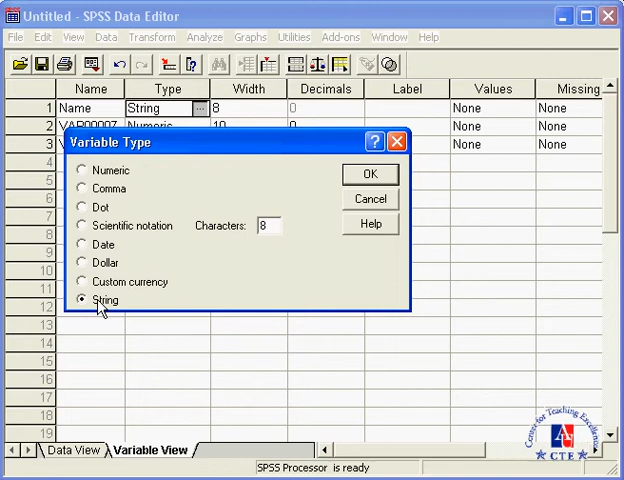 Untitled - SPSS Data Editor
File Edit View Data Transform Analyze Graphs Utilities Add-ons Window Help
Name Type Width Decimals Label Values Missing
1 Name String ... 8 0 None None
2 VAR00007 Numeric 10 0 None None
3 None None
Variable Type
Numeric
Comma
Dot
Scientific notation
Date
Dollar
Custom currency
String
Characters: 8
OK
Cancel
Help
4
5
6
7
8
9
10
11
12
13
14
15
16
17
18
19
Data View Variable View
SPSS Processor is ready
Center for Teaching Excellence
CTE